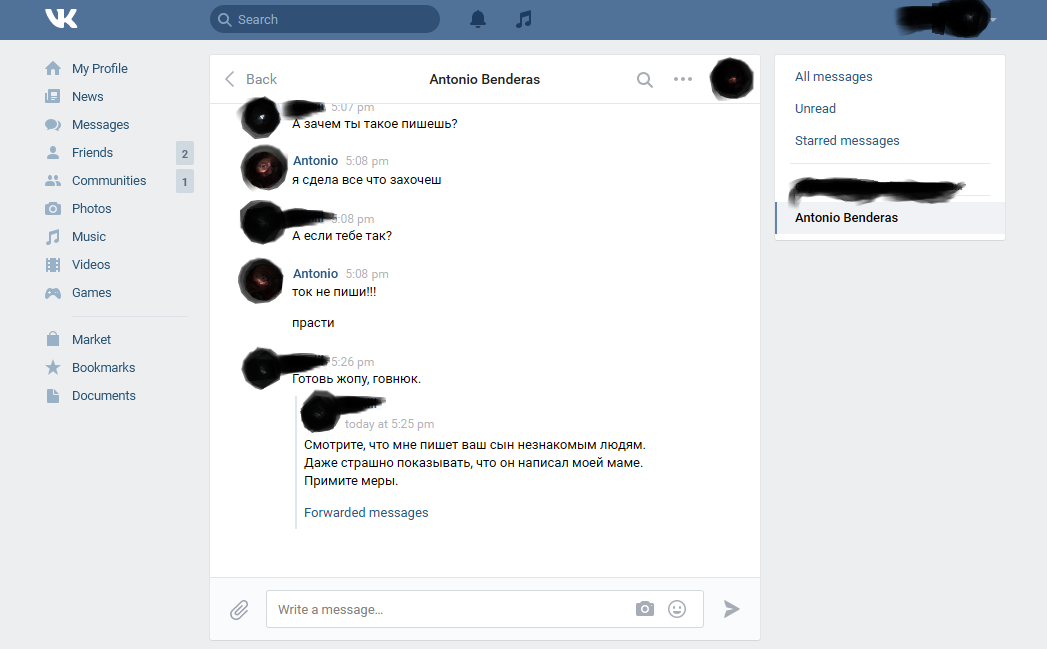 VK
Search
My Profile
News
Messages
Friends
2
Communities
1
Photos
Music
Videos
Games
Market
Bookmarks
Documents
Back
Antonio Benderas
5:07 pm
А зачем ты такое пишешь?
Antonio 5:08 pm
я сдела все что захочеш
5:08 pm
А если тебе так?
Antonio 5:08 pm
ток не пиши!!!
прасти
5:26 pm
Готовь жопу, говнюк.
today at 5:25 pm
Смотрите, что мне пишет ваш сын незнакомым людям.
Даже страшно показывать, что он написал моей маме.
Примите меры.
Forwarded messages
Write a message...
All messages
Unread
Starred messages
Antonio Benderas